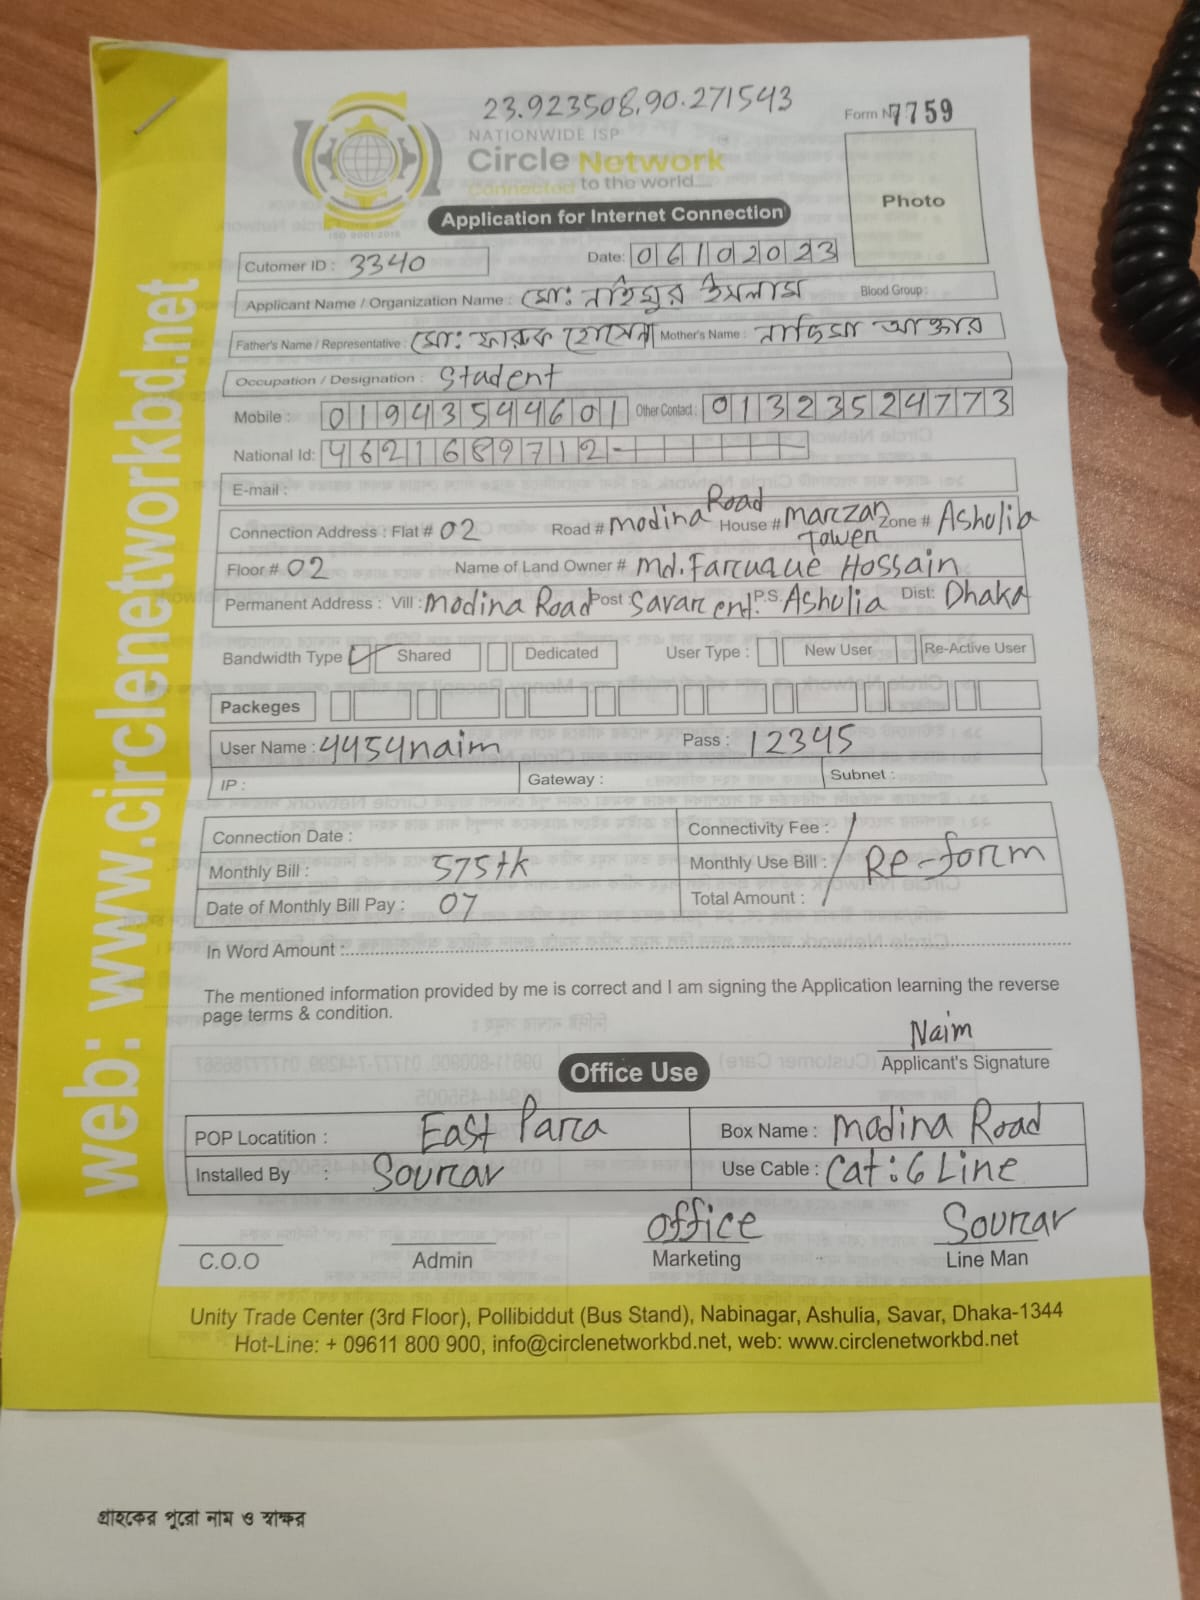 23.923508,90.271543
Form Nº 7759
NATIONWIDE ISP
Circle Network
Connected to the world....
ISO 9001:2015
Photo
Application for Internet Connection
Cutomer ID : 3340 Date: 06102023
Applicant Name / Organization Name : মোঃ নাইমুর ইসলাম Blood Group :
Father's Name / Representative : মোঃ ফারুক হোসেন Mother's Name : নাজিমা আক্তার
Occupation / Designation : Student
Mobile : 01943544601 Other Contact : 01323524773
National Id: 4621689712
E-mail :
Connection Address : Flat # 02 Road # Modina Road House # Marzan Tower Zone # Ashulia
Floor # 02 Name of Land Owner # Md. Faruque Hossain
Permanent Address : Vill : Modina Road Post Savar cent. P.S. Ashulia Dist: Dhaka
Bandwidth Type Shared Dedicated User Type : New User Re-Active User
Packeges
User Name : 4454naim Pass : 12345
IP : Gateway : Subnet :
Connection Date : Connectivity Fee :
Monthly Bill : 575tk Monthly Use Bill : Re-form
Date of Monthly Bill Pay : 07 Total Amount :
In Word Amount :
The mentioned information provided by me is correct and I am signing the Application learning the reverse
page terms & condition.
Naim
Applicant's Signature
Office Use
POP Locatition : East Para Box Name : Modina Road
Installed By : Sourav Use Cable : Cat:6 Line
office Sourav
C.O.O Admin Marketing Line Man
Unity Trade Center (3rd Floor), Pollibiddut (Bus Stand), Nabinagar, Ashulia, Savar, Dhaka-1344
Hot-Line: + 09611 800 900, info@circlenetworkbd.net, web: www.circlenetworkbd.net
web: www.circlenetworkbd.net
গ্রাহকের পুরো নাম ও স্বাক্ষর